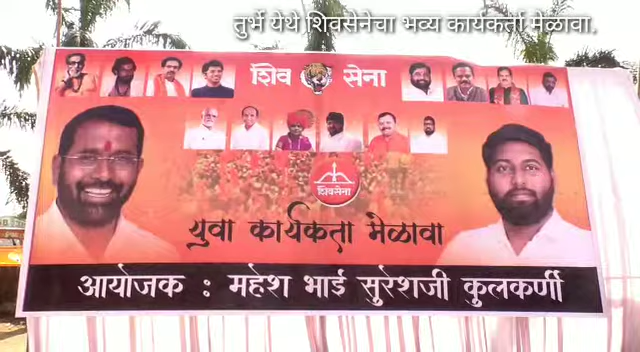 तुर्भे येथे शिवसेनेचा भव्य कार्यकर्ता मेळावा.
शिव सेना
शिवसेना
युवा कार्यकर्ता मेळावा
आयोजक : महेश भाई सुरेशजी कुलकर्णी